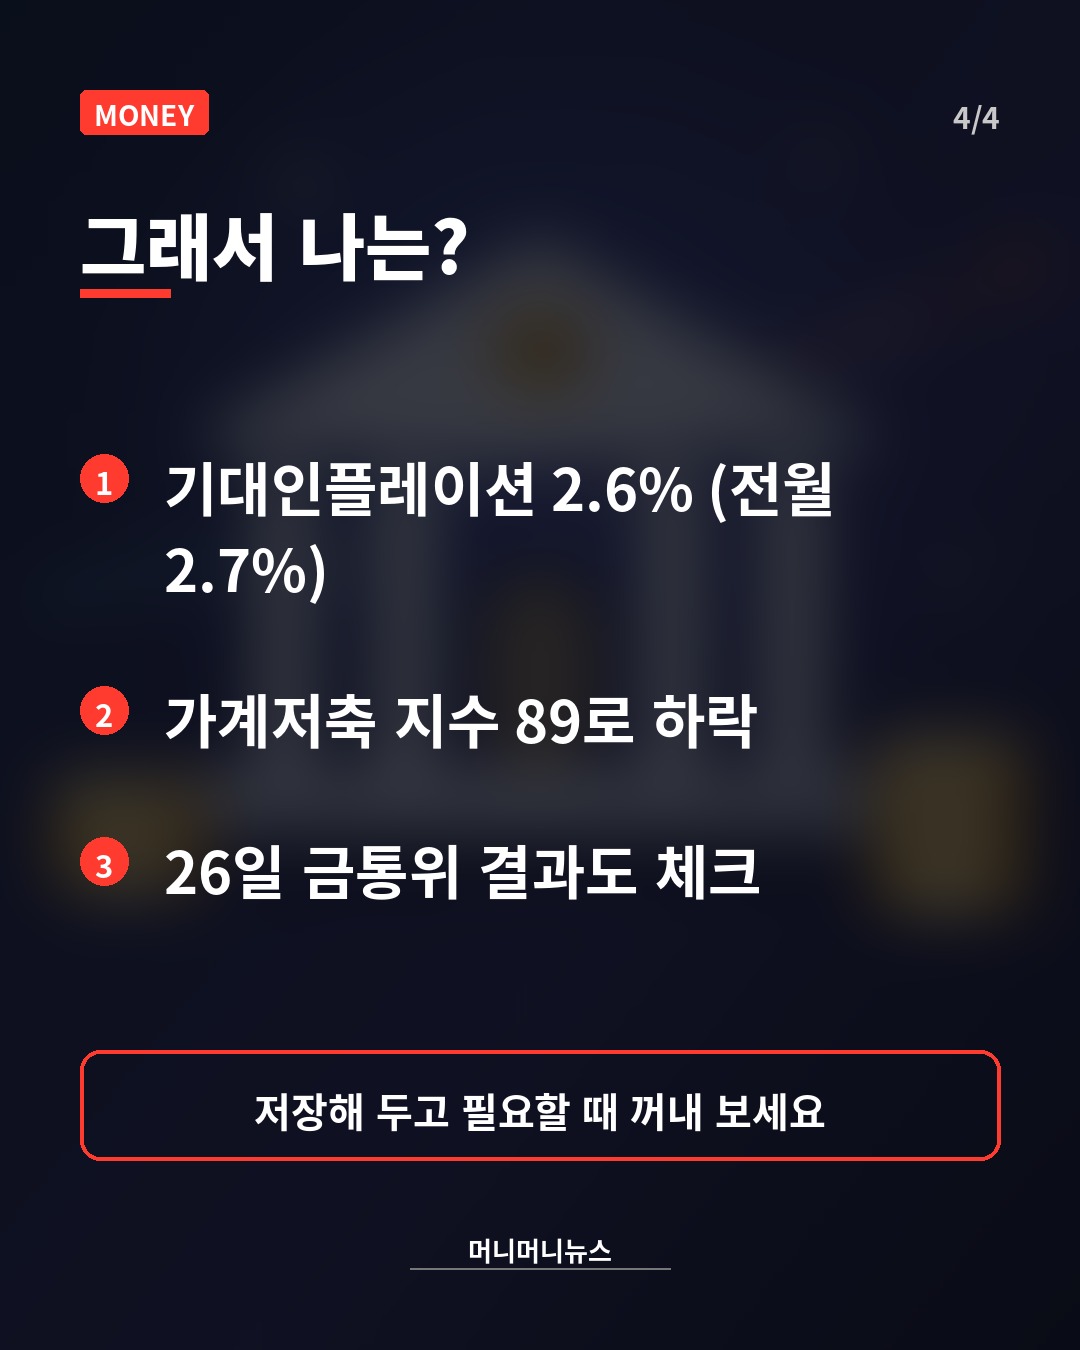 MONEY
4/4
그래서 나는?
1 기대인플레이션 2.6% (전월
2.7%)
2 가계저축 지수 89로 하락
3 26일 금통위 결과도 체크
저장해 두고 필요할 때 꺼내 보세요
머니머니뉴스